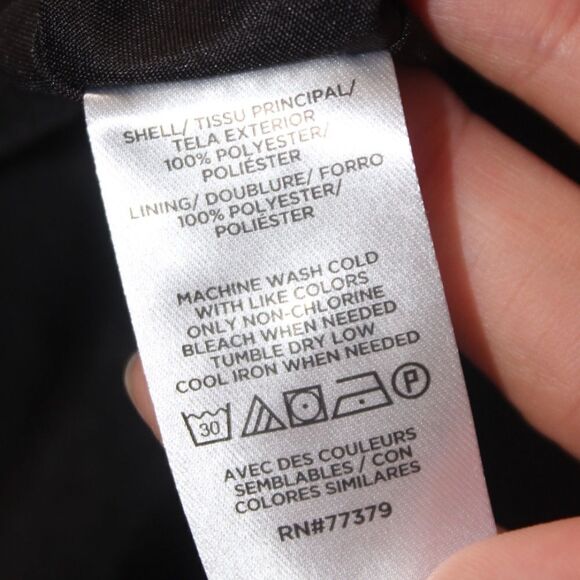 SHELL/ TISSU PRINCIPAL/
TELA EXTERIOR
100% POLYESTER/
POLIÉSTER
LINING/ DOUBLURE/ FORRO
100% POLYESTER/
POLIÉSTER
MACHINE WASH COLD
WITH LIKE COLORS
ONLY NON-CHLORINE
BLEACH WHEN NEEDED
TUMBLE DRY LOW
COOL IRON WHEN NEEDED
30 P
AVEC DES COULEURS
SEMBLABLES / CON
COLORES SIMILARES
RN#77379